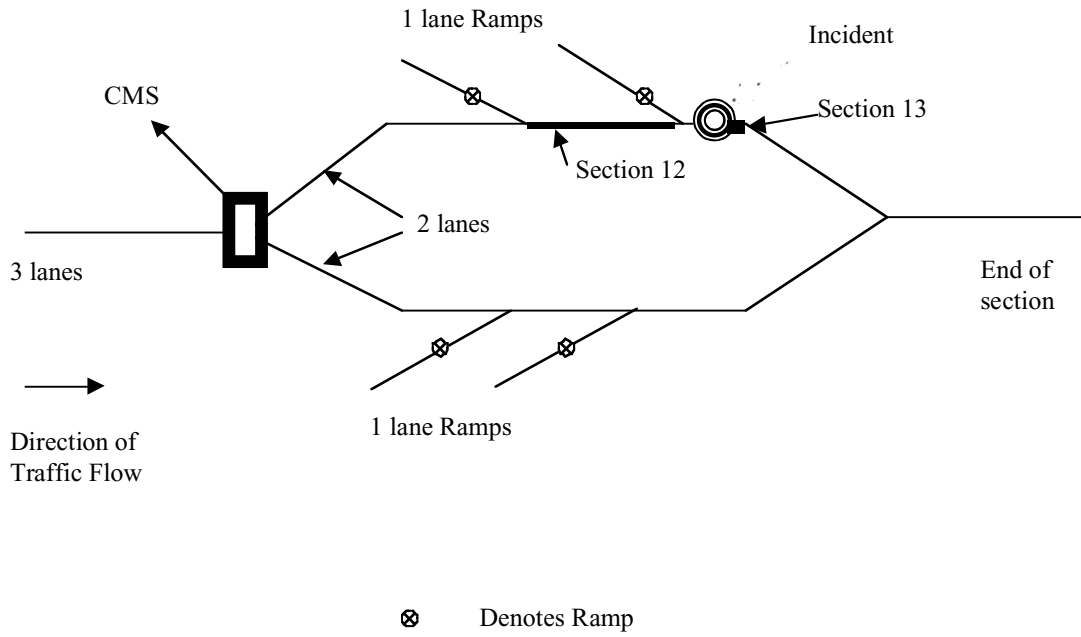 1 lane Ramps
Incident
CMS
Section 13
Section 12
2 lanes
3 lanes
End of
section
1 lane Ramps
Direction of
Traffic Flow
Denotes Ramp